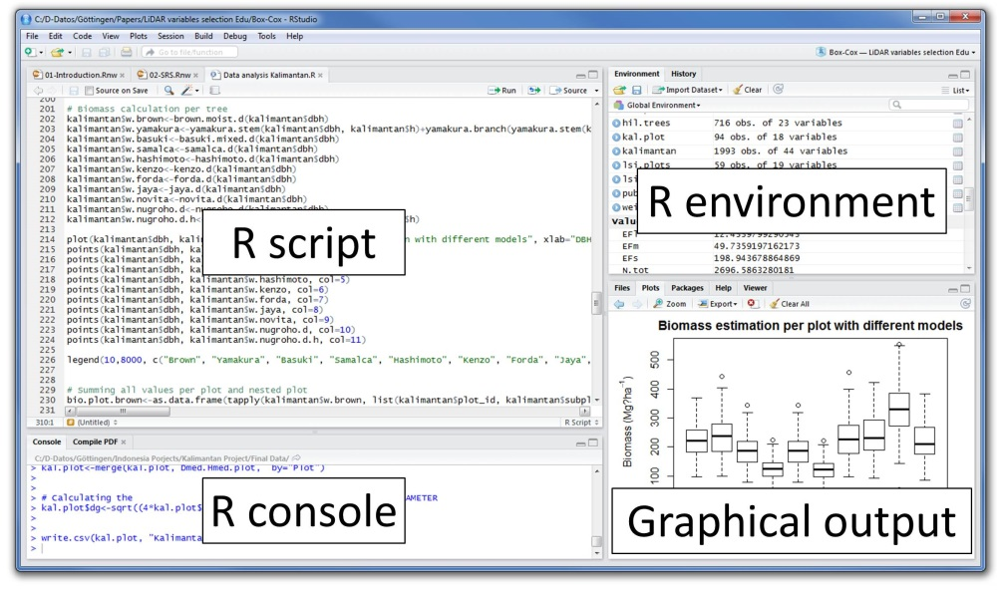 C:/D-Datos/Göttingen/Papers/LiDAR variables selection Edu/Box-Cox - RStudio
File Edit Code View Plots Session Build Debug Tools Help
Go to file/function
Box-Cox — LiDAR variables selection Edu
01-Introduction.Rnw × 02-SRS.Rnw × Data analysis Kalimantan.R ×
Source on Save Run Source
200
201 # Biomass calculation per tree
202 kalimantan$w.brown<-brown.moist.d(kalimantan$dbh)
203 kalimantan$w.yamakura<-yamakura.stem(kalimantan$dbh, kalimantan$h)+yamakura.branch(yamakura.stem(k
204 kalimantan$w.basuki<-basuki.mixed.d(kalimantan$dbh)
205 kalimantan$w.samalca<-samalca.d(kalimantan$dbh)
206 kalimantan$w.hashimoto<-hashimoto.d(kalimantan$dbh)
207 kalimantan$w.kenzo<-kenzo.d(kalimantan$dbh)
208 kalimantan$w.forda<-forda.d(kalimantan$dbh)
209 kalimantan$w.jaya<-jaya.d(kalimantan$dbh)
210 kalimantan$w.novita<-novita.d(kalimantan$dbh)
211 kalimantan$w.nugroho.d<-nugroho.d(kalimantan$dbh)
212 kalimantan$w.nugroho.d.h<- $h)
213
214 plot(kalimantan$dbh, kali n with different models", xlab="DBH
215 points(kalimantan$dbh,
216 points(kalimantan$dbh,
217 points(kalimantan$dbh,
218 points(kalimantan$dbh, kalimantan$w.hashimoto, col=5)
219 points(kalimantan$dbh, kalimantan$w.kenzo, col=6)
220 points(kalimantan$dbh, kalimantan$w.forda, col=7)
221 points(kalimantan$dbh, kalimantan$w.jaya, col=8)
222 points(kalimantan$dbh, kalimantan$w.novita, col=9)
223 points(kalimantan$dbh, kalimantan$w.nugroho.d, col=10)
224 points(kalimantan$dbh, kalimantan$w.nugroho.d.h, col=11)
225
226 legend(10,8000, c("Brown", "Yamakura", "Basuki", "Samalca", "Hashimoto", "Kenzo", "Forda", "Jaya",
227
228
229 # Summing all values per plot and nested plot
230 bio.plot.brown<-as.data.frame(tapply(kalimantan$w.brown, list(kalimantan$plot_id, kalimantan$subpl
231
310:1 (Untitled) R Script
R script
Console Compile PDF ×
C:/D-Datos/Göttingen/Indonesia Porjects/Kalimantan Project/Final Data/
> kal.plot<-merge(kal.plot, Dmed.Hmed.Plot, by="Plot")
>
>
> # Calculating the AMETER
> kal.plot$dg<-sqrt((4*kal.plot$
>
>
> write.csv(kal.plot, "Kalimanta
>
R console
Environment History
Import Dataset Clear List
Global Environment
hil.trees 716 obs. of 23 variables
kal.plot 94 obs. of 18 variables
kalimantan 1993 obs. of 44 variables
lsi.plots 59 obs. of 19 variables
lsi
pub
wei
Valu
EFl
EFm 49.7359197162173
EFs 198.943678864869
N.tot 2696.5863280181
R environment
Files Plots Packages Help Viewer
Zoom Export Clear All
Biomass estimation per plot with different models
Biomass (Mg?ha⁻¹)
500
400
300
200
100
Graphical output